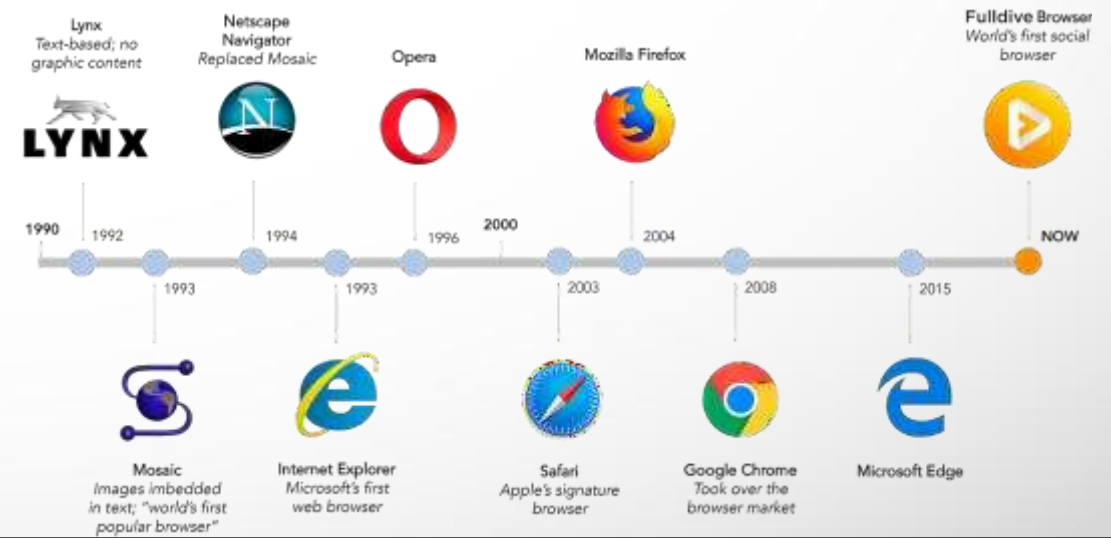 Lynx
Text-based; no
graphic content
LYNX
Netscape
Navigator
Replaced Mosaic
N
Opera
Mozilla Firefox
Fulldive Browser
World's first social
browser
1990
1992
1994
1996
2000
2004
NOW
1993
1993
2003
2008
2015
Mosaic
Images imbedded
in text; "world's first
popular browser"
Internet Explorer
Microsoft's first
web browser
Safari
Apple's signature
browser
Google Chrome
Took over the
browser market
Microsoft Edge